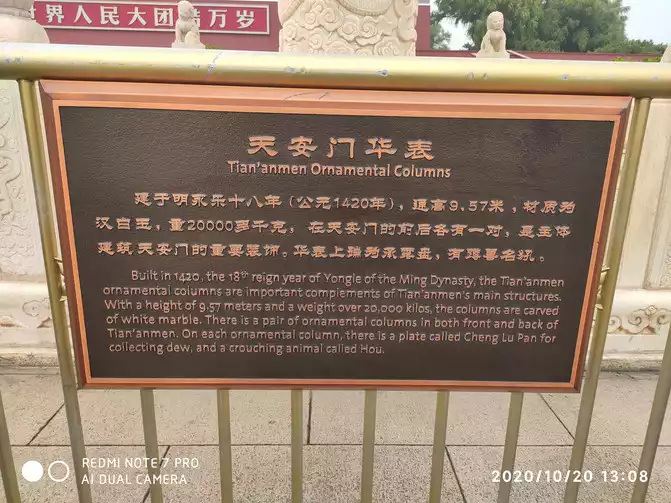 世界人民大团结万岁
天安门华表
Tian'anmen Ornamental Columns
建于明永乐十八年（公元1420年），通高9.57米，材质为
汉白玉，重20000多千克，在天安门的前后各有一对，是主体
建筑天安门的重要装饰。华表上端为承露盘，有蹲兽名犼。
Built in 1420, the 18th reign year of Yongle of the Ming Dynasty, the Tian'anmen
ornamental columns are important complements of Tian'anmen's main structures.
With a height of 9.57 meters and a weight over 20,000 kilos, the columns are carved
of white marble. There is a pair of ornamental columns in both front and back of
Tian'anmen. On each ornamental column, there is a plate called Cheng Lu Pan for
collecting dew, and a crouching animal called Hou.
REDMI NOTE 7 PRO
AI DUAL CAMERA
2020/10/20 13:08